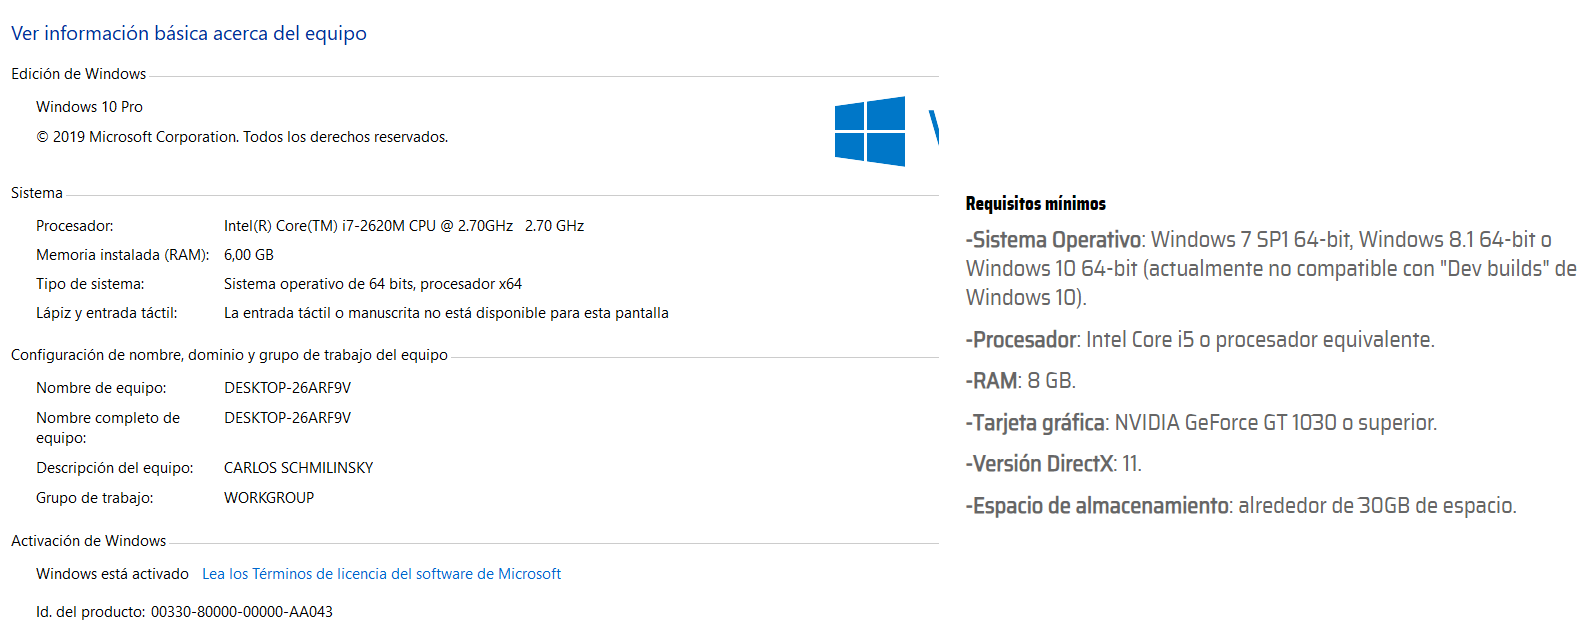 Ver información básica acerca del equipo
Edición de Windows
Windows 10 Pro
© 2019 Microsoft Corporation. Todos los derechos reservados.
Sistema
Procesador: Intel(R) Core(TM) i7-2620M CPU @ 2.70GHz 2.70 GHz
Memoria instalada (RAM): 6,00 GB
Tipo de sistema: Sistema operativo de 64 bits, procesador x64
Lápiz y entrada táctil: La entrada táctil o manuscrita no está disponible para esta pantalla
Configuración de nombre, dominio y grupo de trabajo del equipo
Nombre de equipo: DESKTOP-26ARF9V
Nombre completo de DESKTOP-26ARF9V
equipo:
Descripción del equipo: CARLOS SCHMILINSKY
Grupo de trabajo: WORKGROUP
Activación de Windows
Windows está activado Lea los Términos de licencia del software de Microsoft
Id. del producto: 00330-80000-00000-AA043
Requisitos mínimos
-Sistema Operativo: Windows 7 SP1 64-bit, Windows 8.1 64-bit o
Windows 10 64-bit (actualmente no compatible con "Dev builds" de
Windows 10).
-Procesador: Intel Core i5 o procesador equivalente.
-RAM: 8 GB.
-Tarjeta gráfica: NVIDIA GeForce GT 1030 o superior.
-Versión DirectX: 11.
-Espacio de almacenamiento: alrededor de 30GB de espacio.